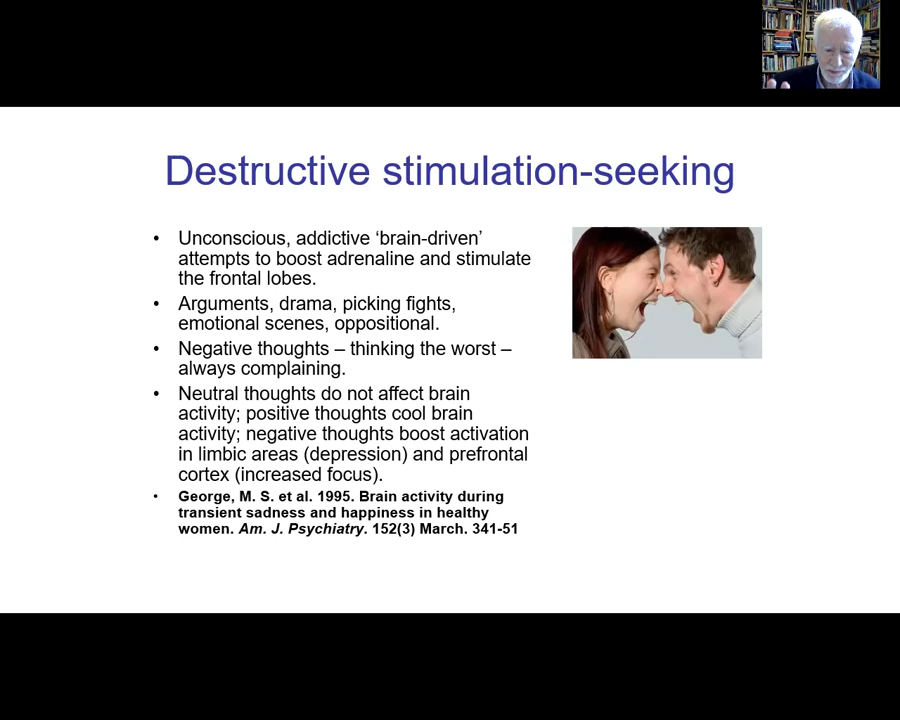 Destructive stimulation-seeking
• Unconscious, addictive ‘brain-driven’
attempts to boost adrenaline and stimulate
the frontal lobes.
• Arguments, drama, picking fights,
emotional scenes, oppositional.
• Negative thoughts – thinking the worst –
always complaining.
• Neutral thoughts do not affect brain
activity; positive thoughts cool brain
activity; negative thoughts boost activation
in limbic areas (depression) and prefrontal
cortex (increased focus).
• George, M. S. et al. 1995. Brain activity during
transient sadness and happiness in healthy
women. Am. J. Psychiatry. 152(3) March. 341-51